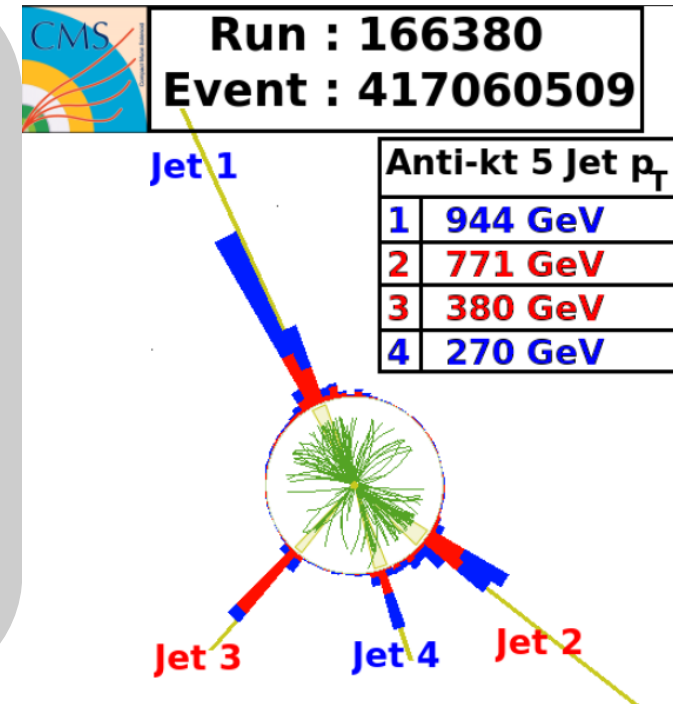 CMS
Run : 166380
Event : 417060509
Jet 1
Anti-kt 5 Jet pT
1 944 GeV
2 771 GeV
3 380 GeV
4 270 GeV
Jet 2
Jet 3
Jet 4